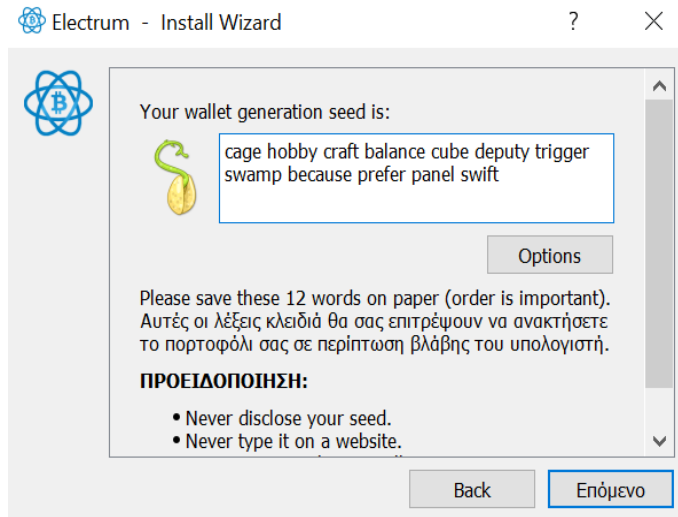 Electrum - Install Wizard ? ×
Your wallet generation seed is:
cage hobby craft balance cube deputy trigger
swamp because prefer panel swift
Options
Please save these 12 words on paper (order is important).
Αυτές οι λέξεις κλειδιά θα σας επιτρέψουν να ανακτήσετε
το πορτοφόλι σας σε περίπτωση βλάβης του υπολογιστή.
ΠΡΟΕΙΔΟΠΟΙΗΣΗ:
• Never disclose your seed.
• Never type it on a website.
Back Επόμενο